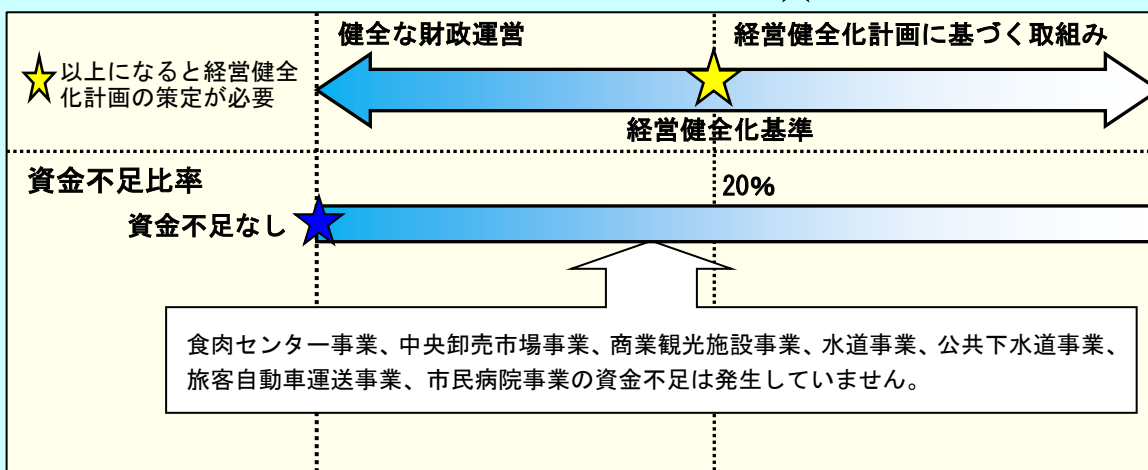 健全な財政運営
経営健全化計画に基づく取組み
以上になると経営健全
化計画の策定が必要
経営健全化基準
資金不足比率
20%
資金不足なし
食肉センター事業、中央卸売市場事業、商業観光施設事業、水道事業、公共下水道事業、
旅客自動車運送事業、市民病院事業の資金不足は発生していません。